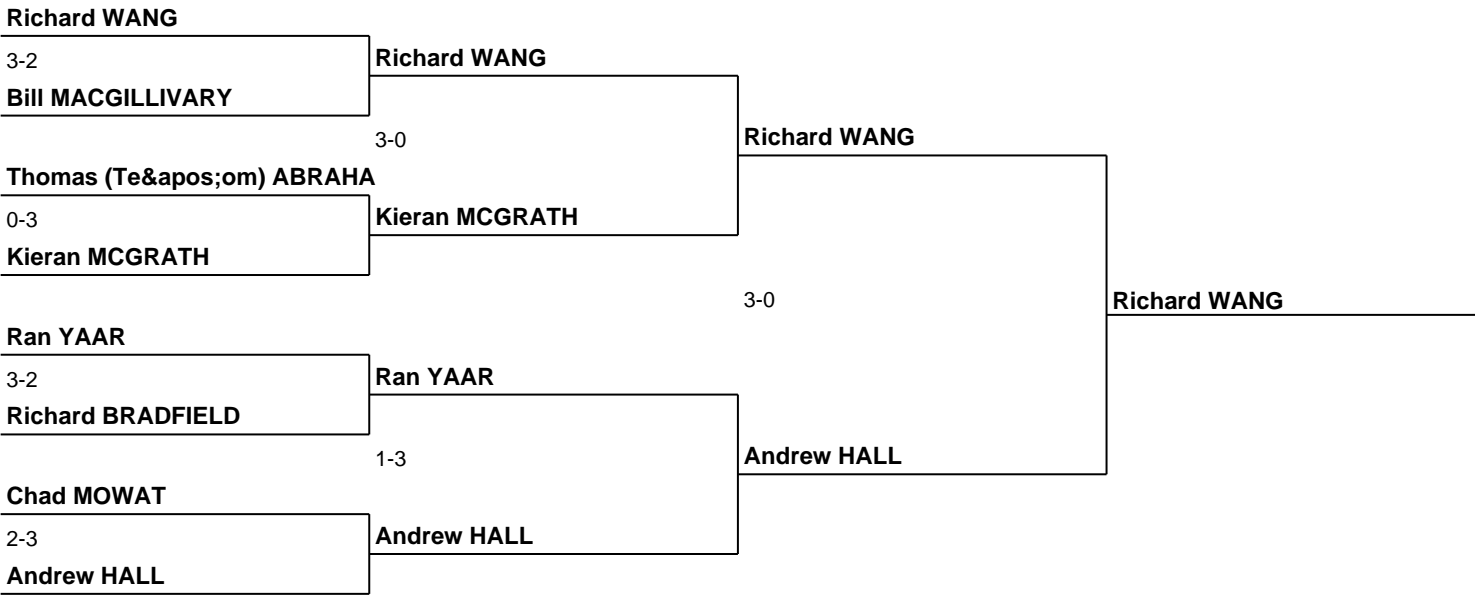 Richard WANG
3-2
Richard WANG
Bill MACGILLIVARY
3-0
Richard WANG
Thomas (Te&apos;om) ABRAHA
0-3
Kieran MCGRATH
Kieran MCGRATH
3-0
Richard WANG
Ran YAAR
3-2
Ran YAAR
Richard BRADFIELD
1-3
Andrew HALL
Chad MOWAT
2-3
Andrew HALL
Andrew HALL